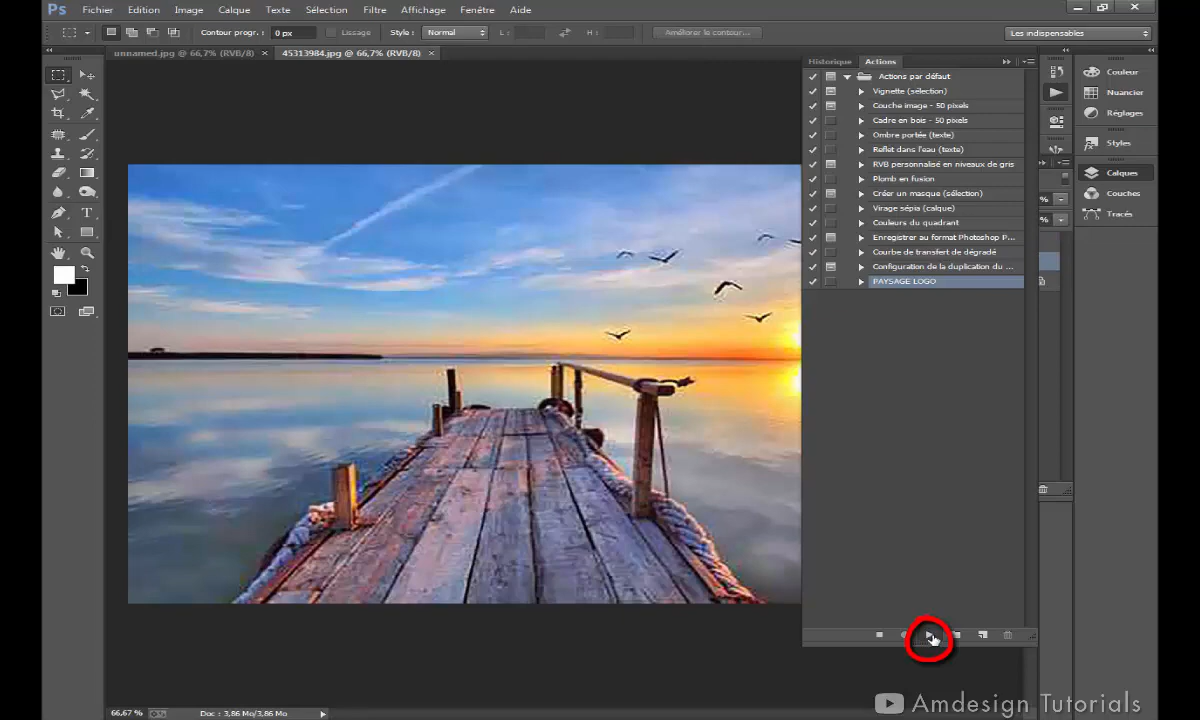 Ps Fichier Edition Image Calque Texte Sélection Filtre Affichage Fenêtre Aide
Contour progr. : 0 px Lissage Style : Normal L : H : Améliorer le contour... Les indispensables
unnamed.jpg @ 66,7% (RVB/8) × 45313984.jpg @ 66,7% (RVB/8) ×
Historique Actions
Actions par défaut
Vignette (sélection)
Couche image - 50 pixels
Cadre en bois - 50 pixels
Ombre portée (texte)
Reflet dans l'eau (texte)
RVB personnalisé en niveaux de gris
Plomb en fusion
Créer un masque (sélection)
Virage sépia (calque)
Couleurs du quadrant
Enregistrer au format Photoshop P...
Courbe de transfert de dégradé
Configuration de la duplication du ...
PAYSAGE LOGO
Couleur
Nuancier
Réglages
Styles
Calques
Couches
Tracés
%
%
T
66,67 % Doc : 3,86 Mo/3,86 Mo
Amdesign Tutorials